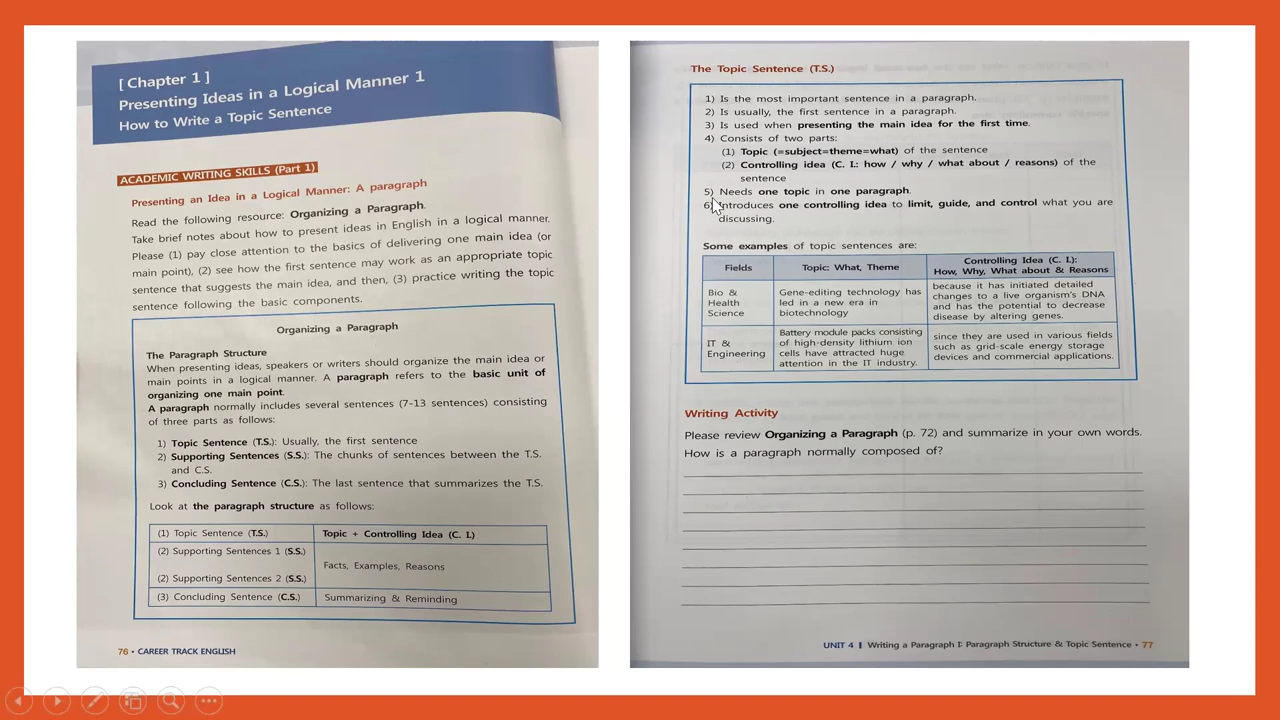 [ Chapter 1 ]
Presenting Ideas in a Logical Manner 1
How to Write a Topic Sentence
ACADEMIC WRITING SKILLS (Part 1)
Presenting an Idea in a Logical Manner: A paragraph
Read the following resource: Organizing a Paragraph.
Take brief notes about how to present ideas in English in a logical manner.
Please (1) pay close attention to the basics of delivering one main idea (or
main point), (2) see how the first sentence may work as an appropriate topic
sentence that suggests the main idea, and then, (3) practice writing the topic
sentence following the basic components.
Organizing a Paragraph
The Paragraph Structure
When presenting ideas, speakers or writers should organize the main idea or
main points in a logical manner. A paragraph refers to the basic unit of
organizing one main point.
A paragraph normally includes several sentences (7-13 sentences) consisting
of three parts as follows:
1) Topic Sentence (T.S.): Usually, the first sentence
2) Supporting Sentences (S.S.): The chunks of sentences between the T.S.
and C.S.
3) Concluding Sentence (C.S.): The last sentence that summarizes the T.S.
Look at the paragraph structure as follows:
(1) Topic Sentence (T.S.)
Topic + Controlling Idea (C. I.)
(2) Supporting Sentences 1 (S.S.)
(2) Supporting Sentences 2 (S.S.)
Facts, Examples, Reasons
(3) Concluding Sentence (C.S.)
Summarizing & Reminding
76 • CAREER TRACK ENGLISH
The Topic Sentence (T.S.)
1) Is the most important sentence in a paragraph.
2) Is usually, the first sentence in a paragraph.
3) Is used when presenting the main idea for the first time.
4) Consists of two parts:
(1) Topic (=subject=theme=what) of the sentence
(2) Controlling idea (C. I.: how / why / what about / reasons) of the
sentence
5) Needs one topic in one paragraph.
6) Introduces one controlling idea to limit, guide, and control what you are
discussing.
Some examples of topic sentences are:
Fields
Topic: What, Theme
Controlling Idea (C. I.):
How, Why, What about & Reasons
Bio &
Health
Science
Gene-editing technology has
led in a new era in
biotechnology
because it has initiated detailed
changes to a live organism's DNA
and has the potential to decrease
disease by altering genes.
IT &
Engineering
Battery module packs consisting
of high-density lithium ion
cells have attracted huge
attention in the IT industry.
since they are used in various fields
such as grid-scale energy storage
devices and commercial applications.
Writing Activity
Please review Organizing a Paragraph (p. 72) and summarize in your own words.
How is a paragraph normally composed of?
UNIT 4 | Writing a Paragraph I: Paragraph Structure & Topic Sentence • 77